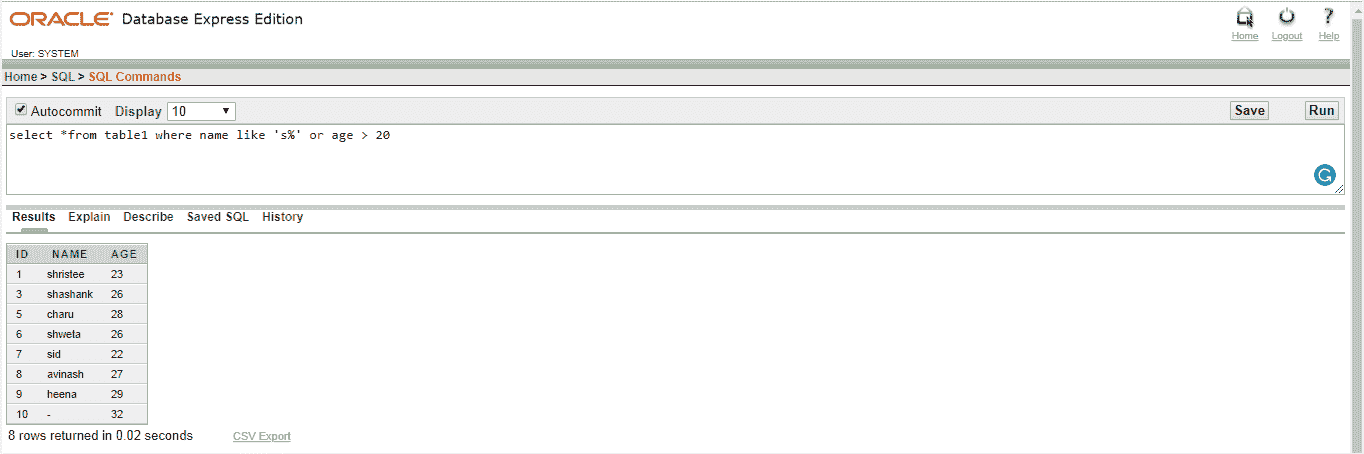 ORACLE Database Express Edition
Home Logout Help
User: SYSTEM
Home > SQL > SQL Commands
Autocommit Display 10 Save Run
select *from table1 where name like 's%' or age > 20
Results Explain Describe Saved SQL History
ID NAME AGE
1 shristee 23
3 shashank 26
5 charu 28
6 shweta 26
7 sid 22
8 avinash 27
9 heena 29
10 - 32
8 rows returned in 0.02 seconds CSV Export